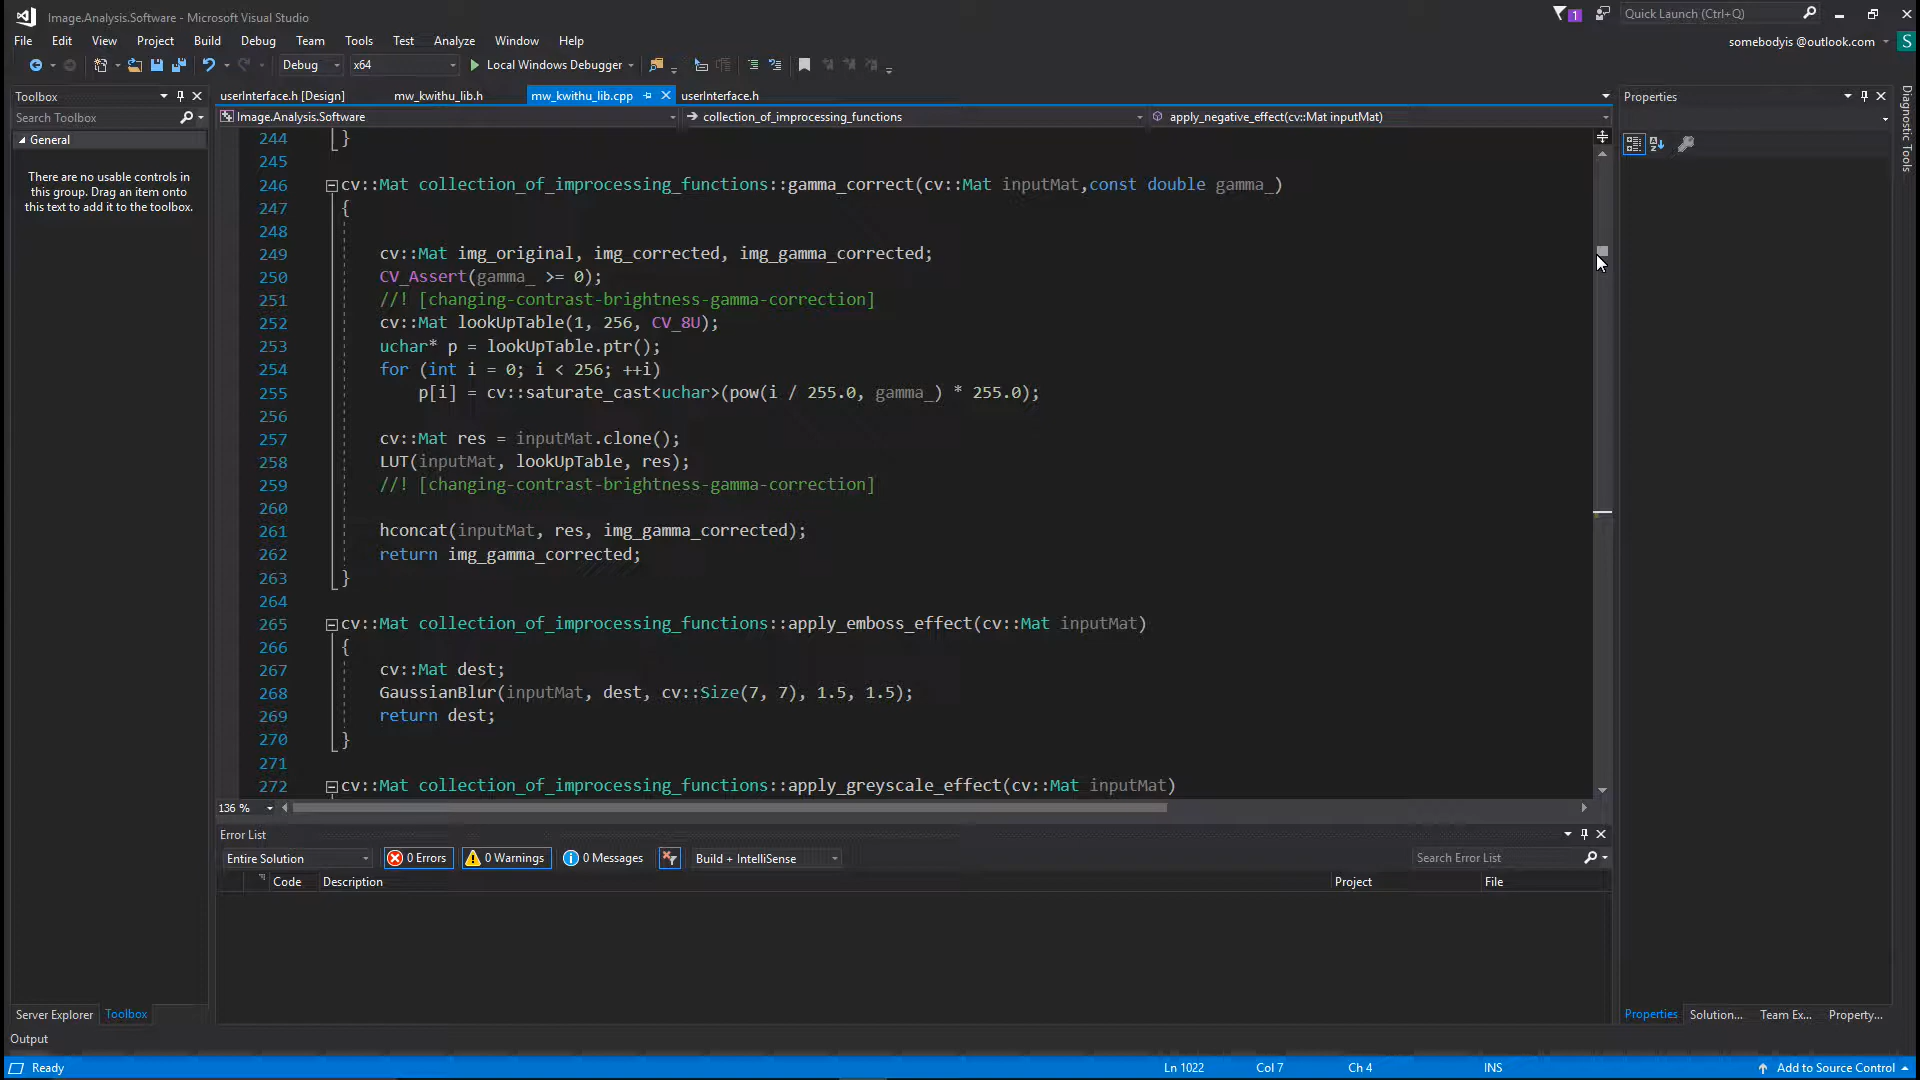 Image.Analysis.Software - Microsoft Visual Studio
1
Quick Launch (Ctrl+Q)
File Edit View Project Build Debug Team Tools Test Analyze Window Help
somebodyis @outlook.com
S
Debug x64 Local Windows Debugger
Toolbox
Search Toolbox
General
There are no usable controls in
this group. Drag an item onto
this text to add it to the toolbox.
userInterface.h [Design] mw_kwithu_lib.h mw_kwithu_lib.cpp userInterface.h
Image.Analysis.Software collection_of_improcessing_functions apply_negative_effect(cv::Mat inputMat)
244 }
245
246 cv::Mat collection_of_improcessing_functions::gamma_correct(cv::Mat inputMat,const double gamma_)
247 {
248
249 cv::Mat img_original, img_corrected, img_gamma_corrected;
250 CV_Assert(gamma_ >= 0);
251 //! [changing-contrast-brightness-gamma-correction]
252 cv::Mat lookUpTable(1, 256, CV_8U);
253 uchar* p = lookUpTable.ptr();
254 for (int i = 0; i < 256; ++i)
255 p[i] = cv::saturate_cast<uchar>(pow(i / 255.0, gamma_) * 255.0);
256
257 cv::Mat res = inputMat.clone();
258 LUT(inputMat, lookUpTable, res);
259 //! [changing-contrast-brightness-gamma-correction]
260
261 hconcat(inputMat, res, img_gamma_corrected);
262 return img_gamma_corrected;
263 }
264
265 cv::Mat collection_of_improcessing_functions::apply_emboss_effect(cv::Mat inputMat)
266 {
267 cv::Mat dest;
268 GaussianBlur(inputMat, dest, cv::Size(7, 7), 1.5, 1.5);
269 return dest;
270 }
271
272 cv::Mat collection_of_improcessing_functions::apply_greyscale_effect(cv::Mat inputMat)
136 %
Properties
Diagnostic Tools
Error List
Entire Solution 0 Errors 0 Warnings 0 Messages Build + IntelliSense Search Error List
Code Description Project File
Server Explorer Toolbox
Properties Solution... Team Ex... Property...
Output
Ready Ln 1022 Col 7 Ch 4 INS Add to Source Control